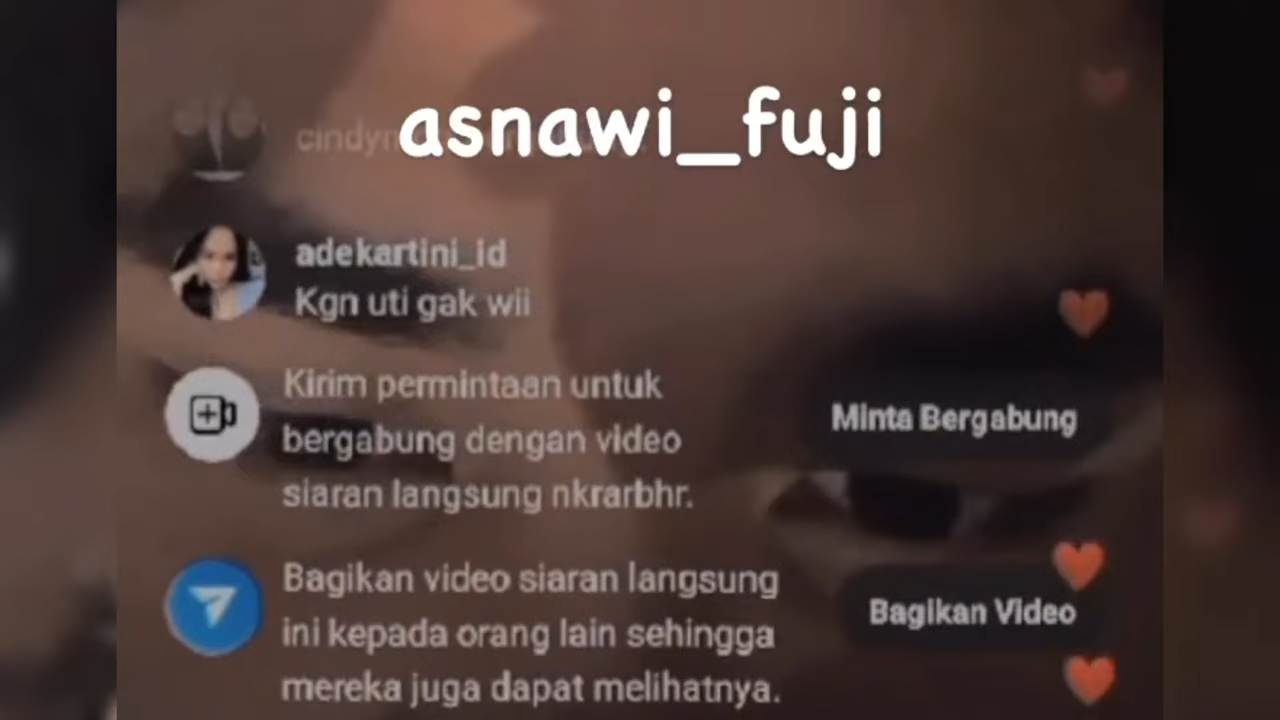 asnawi_fuji
adekartini_id
Kgn uti gak wii
Kirim permintaan untuk
bergabung dengan video
siaran langsung nkrarbhr.
Minta Bergabung
Bagikan video siaran langsung
ini kepada orang lain sehingga
mereka juga dapat melihatnya.
Bagikan Video